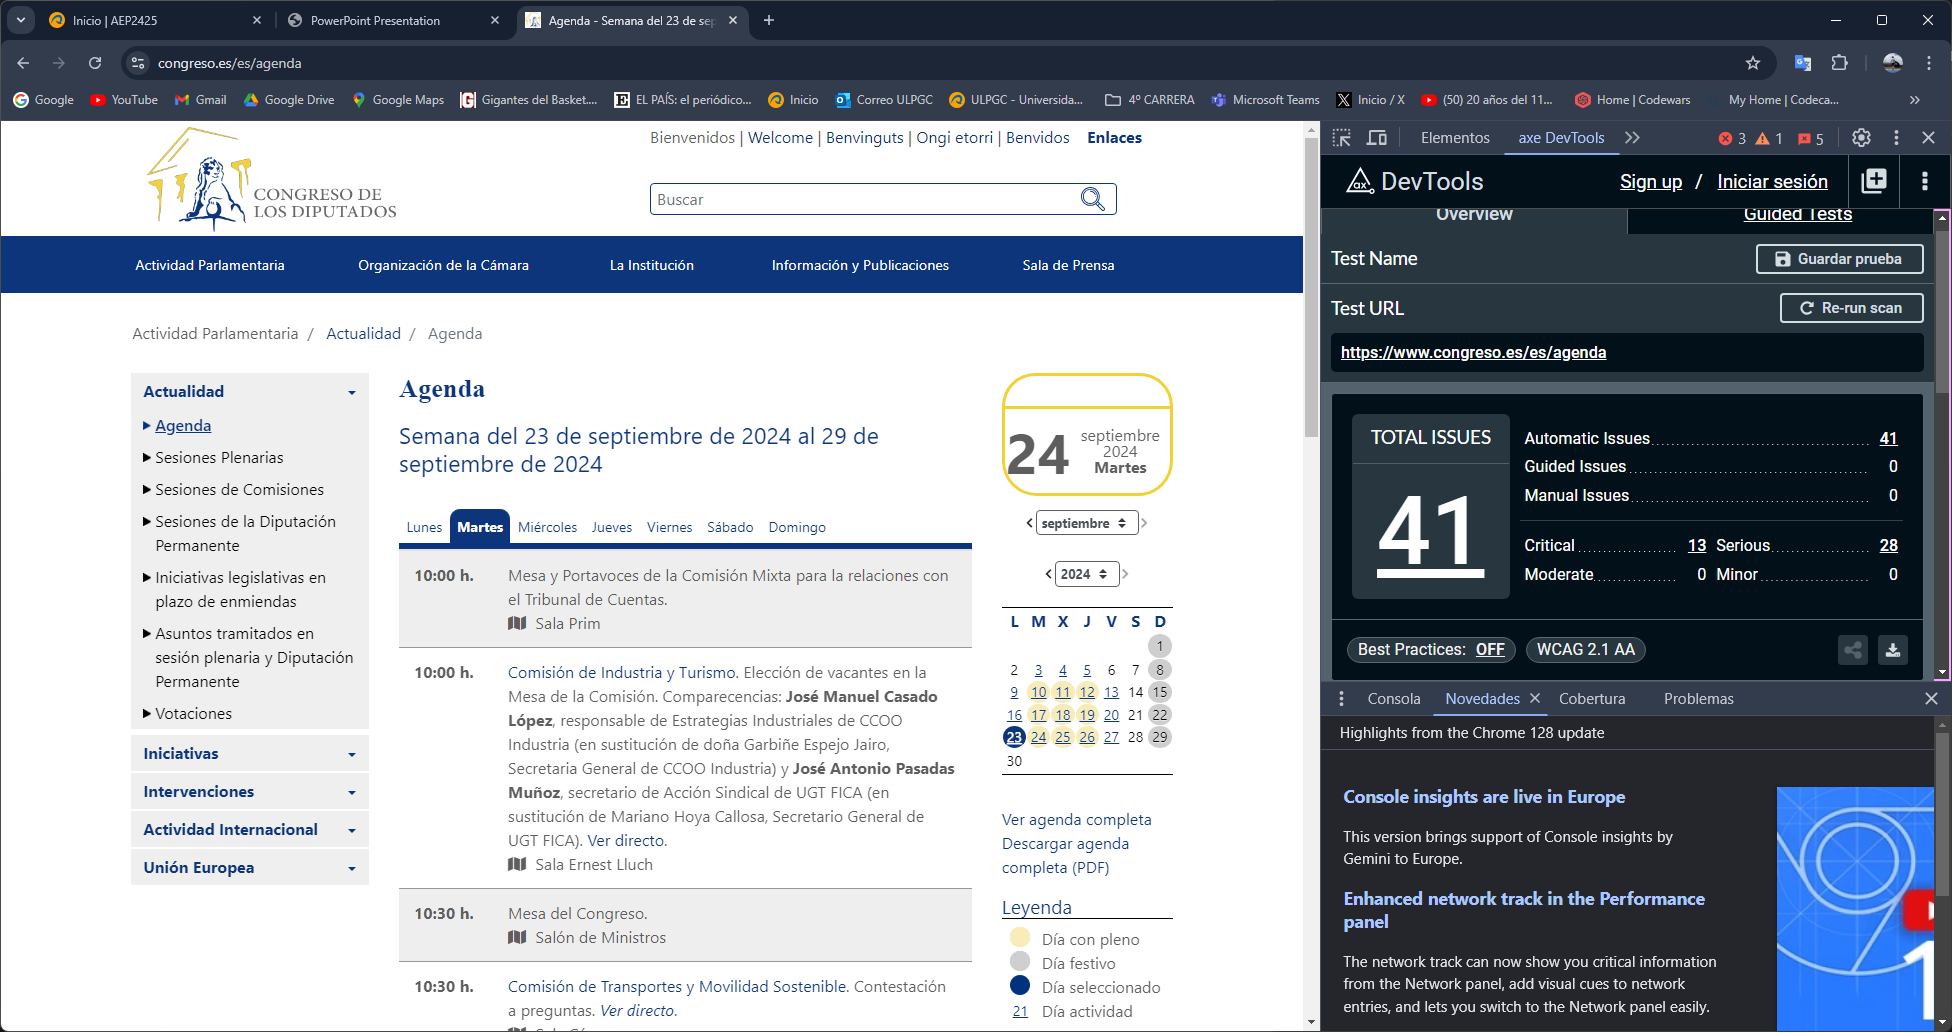 Inicio | AEP2425
PowerPoint Presentation
Agenda - Semana del 23 de sep
congreso.es/es/agenda
Google
YouTube
Gmail
Google Drive
Google Maps
Gigantes del Basket....
EL PAÍS: el periódico...
Inicio
Correo ULPGC
ULPGC - Universida...
4º CARRERA
Microsoft Teams
Inicio / X
(50) 20 años del 11...
Home | Codewars
My Home | Codeca...
Bienvenidos | Welcome | Benvinguts | Ongi etorri | Benvidos Enlaces
CONGRESO DE
LOS DIPUTADOS
Buscar
Actividad Parlamentaria
Organización de la Cámara
La Institución
Información y Publicaciones
Sala de Prensa
Actividad Parlamentaria / Actualidad / Agenda
Actualidad
Agenda
Sesiones Plenarias
Sesiones de Comisiones
Sesiones de la Diputación
Permanente
Iniciativas legislativas en
plazo de enmiendas
Asuntos tramitados en
sesión plenaria y Diputación
Permanente
Votaciones
Iniciativas
Intervenciones
Actividad Internacional
Unión Europea
Agenda
Semana del 23 de septiembre de 2024 al 29 de
septiembre de 2024
Lunes Martes Miércoles Jueves Viernes Sábado Domingo
10:00 h. Mesa y Portavoces de la Comisión Mixta para la relaciones con
el Tribunal de Cuentas.
Sala Prim
10:00 h. Comisión de Industria y Turismo. Elección de vacantes en la
Mesa de la Comisión. Comparecencias: José Manuel Casado
López, responsable de Estrategias Industriales de CCOO
Industria (en sustitución de doña Garbiñe Espejo Jairo,
Secretaria General de CCOO Industria) y José Antonio Pasadas
Muñoz, secretario de Acción Sindical de UGT FICA (en
sustitución de Mariano Hoya Callosa, Secretario General de
UGT FICA). Ver directo.
Sala Ernest Lluch
10:30 h. Mesa del Congreso.
Salón de Ministros
10:30 h. Comisión de Transportes y Movilidad Sostenible. Contestación
a preguntas. Ver directo.
24
septiembre
2024
Martes
septiembre
2024
L M X J V S D
1
2 3 4 5 6 7 8
9 10 11 12 13 14 15
16 17 18 19 20 21 22
23 24 25 26 27 28 29
30
Ver agenda completa
Descargar agenda
completa (PDF)
Leyenda
Día con pleno
Día festivo
Día seleccionado
21 Día actividad
Elementos
axe DevTools
3
1
5
ax DevTools
Sign up / Iniciar sesión
Overview
Guided Tests
Test Name
Guardar prueba
Test URL
Re-run scan
https://www.congreso.es/es/agenda
TOTAL ISSUES
41
Automatic Issues 41
Guided Issues 0
Manual Issues 0
Critical 13 Serious 28
Moderate 0 Minor 0
Best Practices: OFF
WCAG 2.1 AA
Consola
Novedades
Cobertura
Problemas
Highlights from the Chrome 128 update
Console insights are live in Europe
This version brings support of Console insights by
Gemini to Europe.
Enhanced network track in the Performance
panel
The network track can now show you critical information
from the Network panel, add visual cues to network
entries, and lets you switch to the Network panel easily.